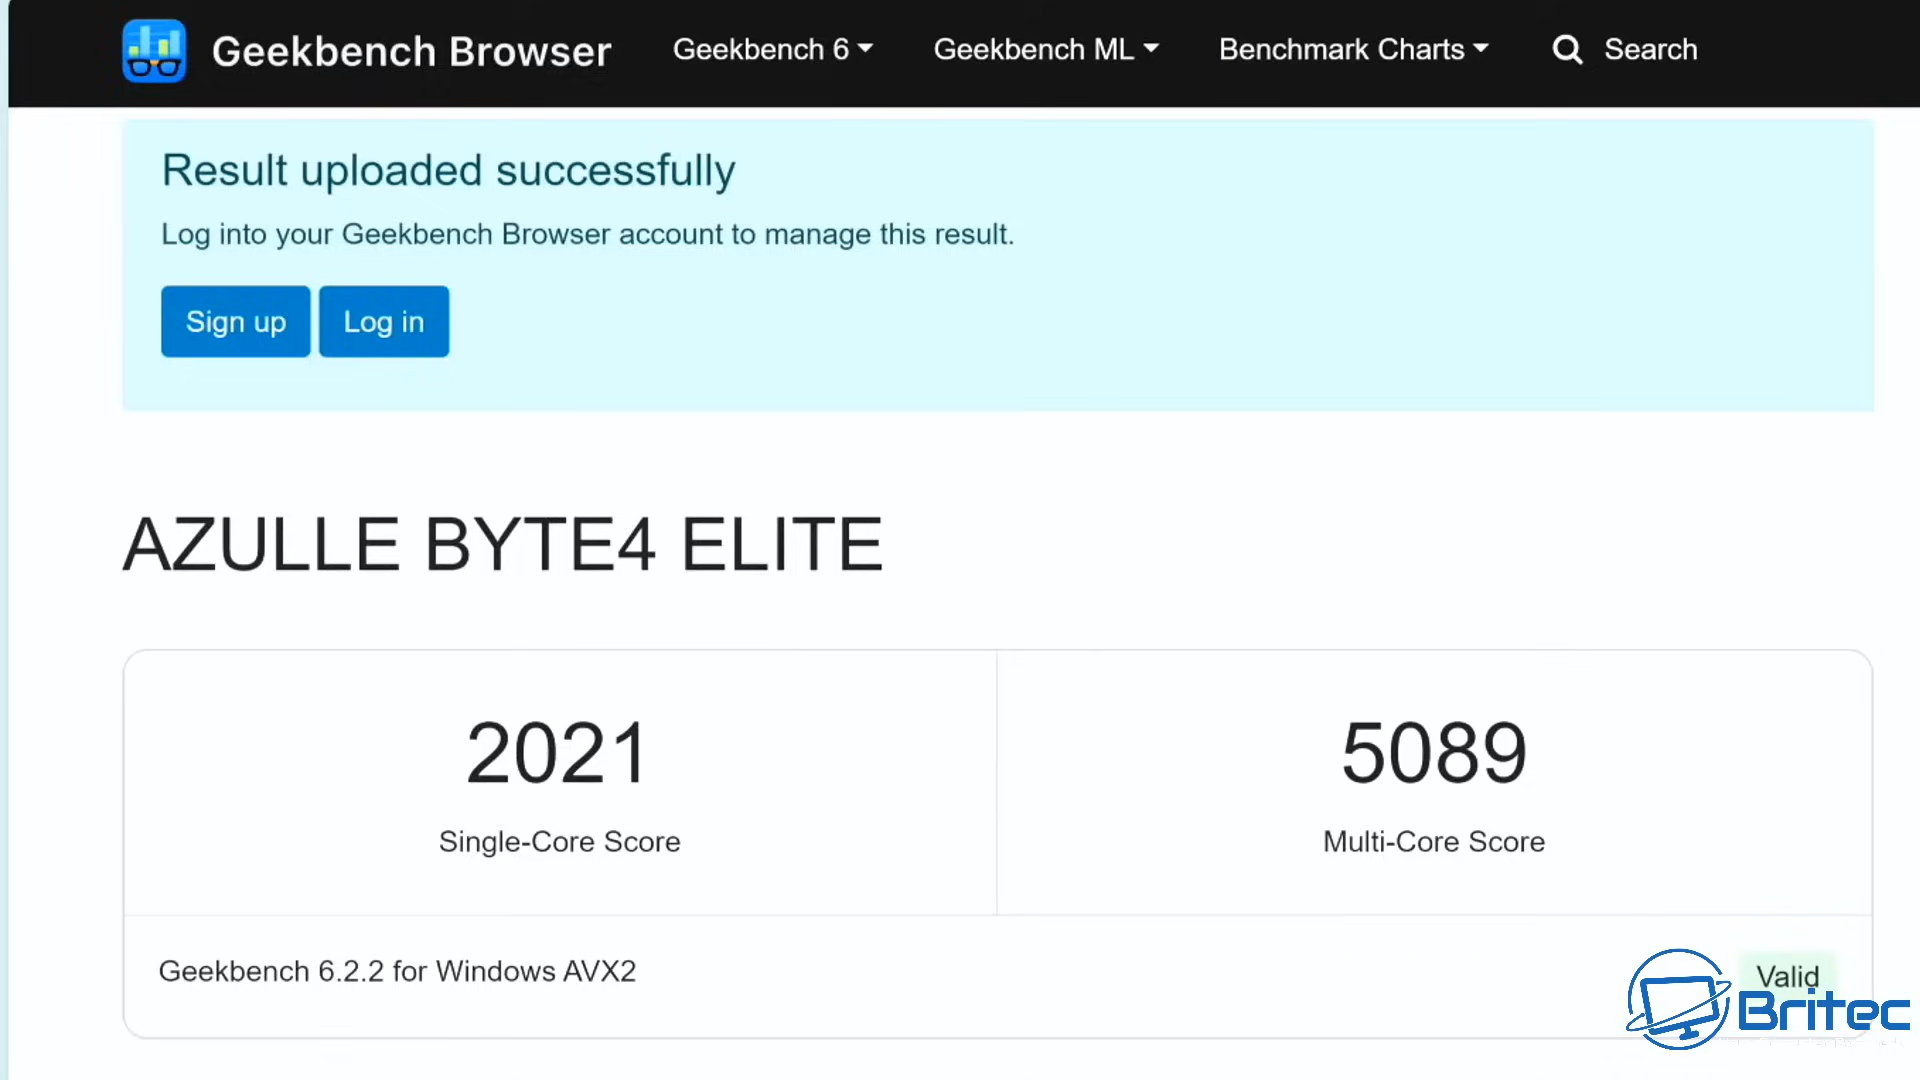 Geekbench Browser Geekbench 6 Geekbench ML Benchmark Charts Search
Result uploaded successfully
Log into your Geekbench Browser account to manage this result.
Sign up Log in
AZULLE BYTE4 ELITE
2021 5089
Single-Core Score Multi-Core Score
Geekbench 6.2.2 for Windows AVX2 Valid
Britec